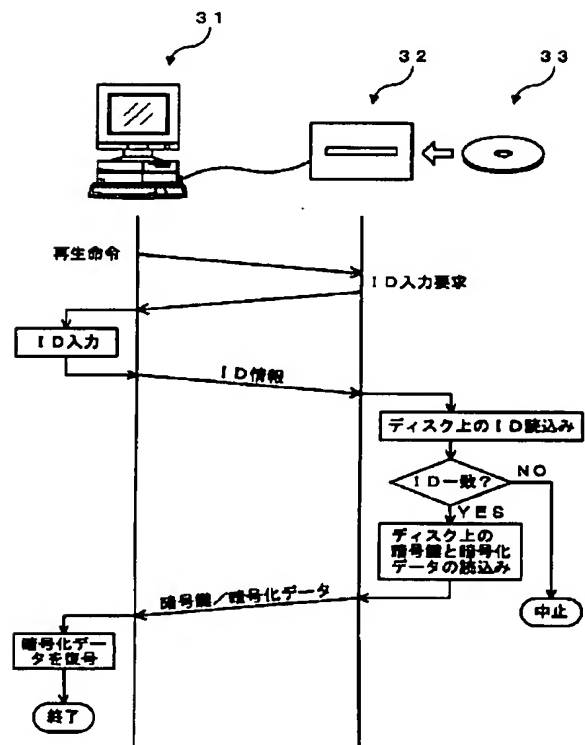 31
32
33
再生命令
ID入力要求
ID入力
ID情報
ディスク上のID読込み
ID一致?
NO
YES
ディスク上の
暗号鍵と暗号化
データの読込み
暗号鍵/暗号化データ
中止
暗号化デー
タを復号
終了